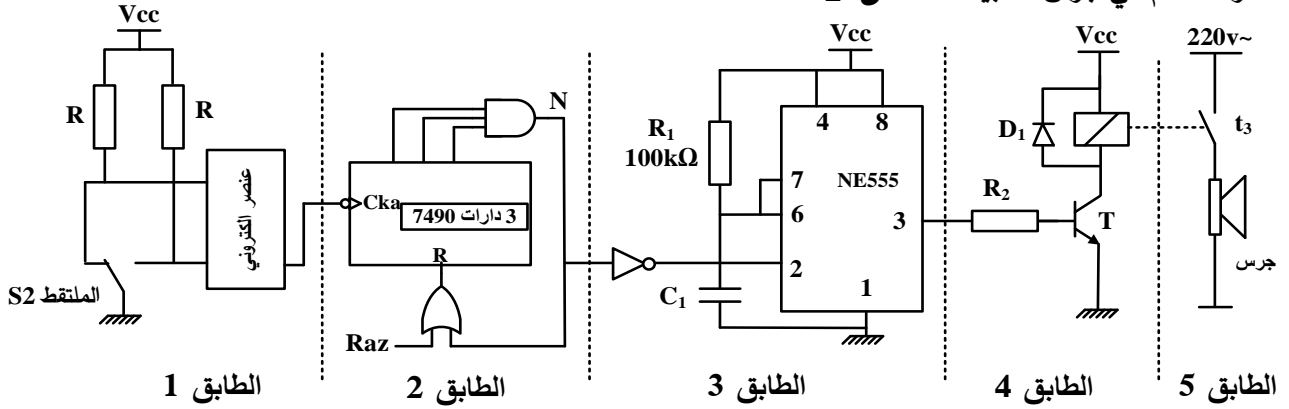 Vcc
R
R
عنصر الكتروني
الملتقط S2
الطابق 1
N
Cka
3 دارات 7490
R
Raz
الطابق 2
Vcc
R1
100kΩ
C1
4
8
7
6
2
NE555
3
1
الطابق 3
Vcc
D1
R2
T
الطابق 4
220v~
t3
جرس
الطابق 5